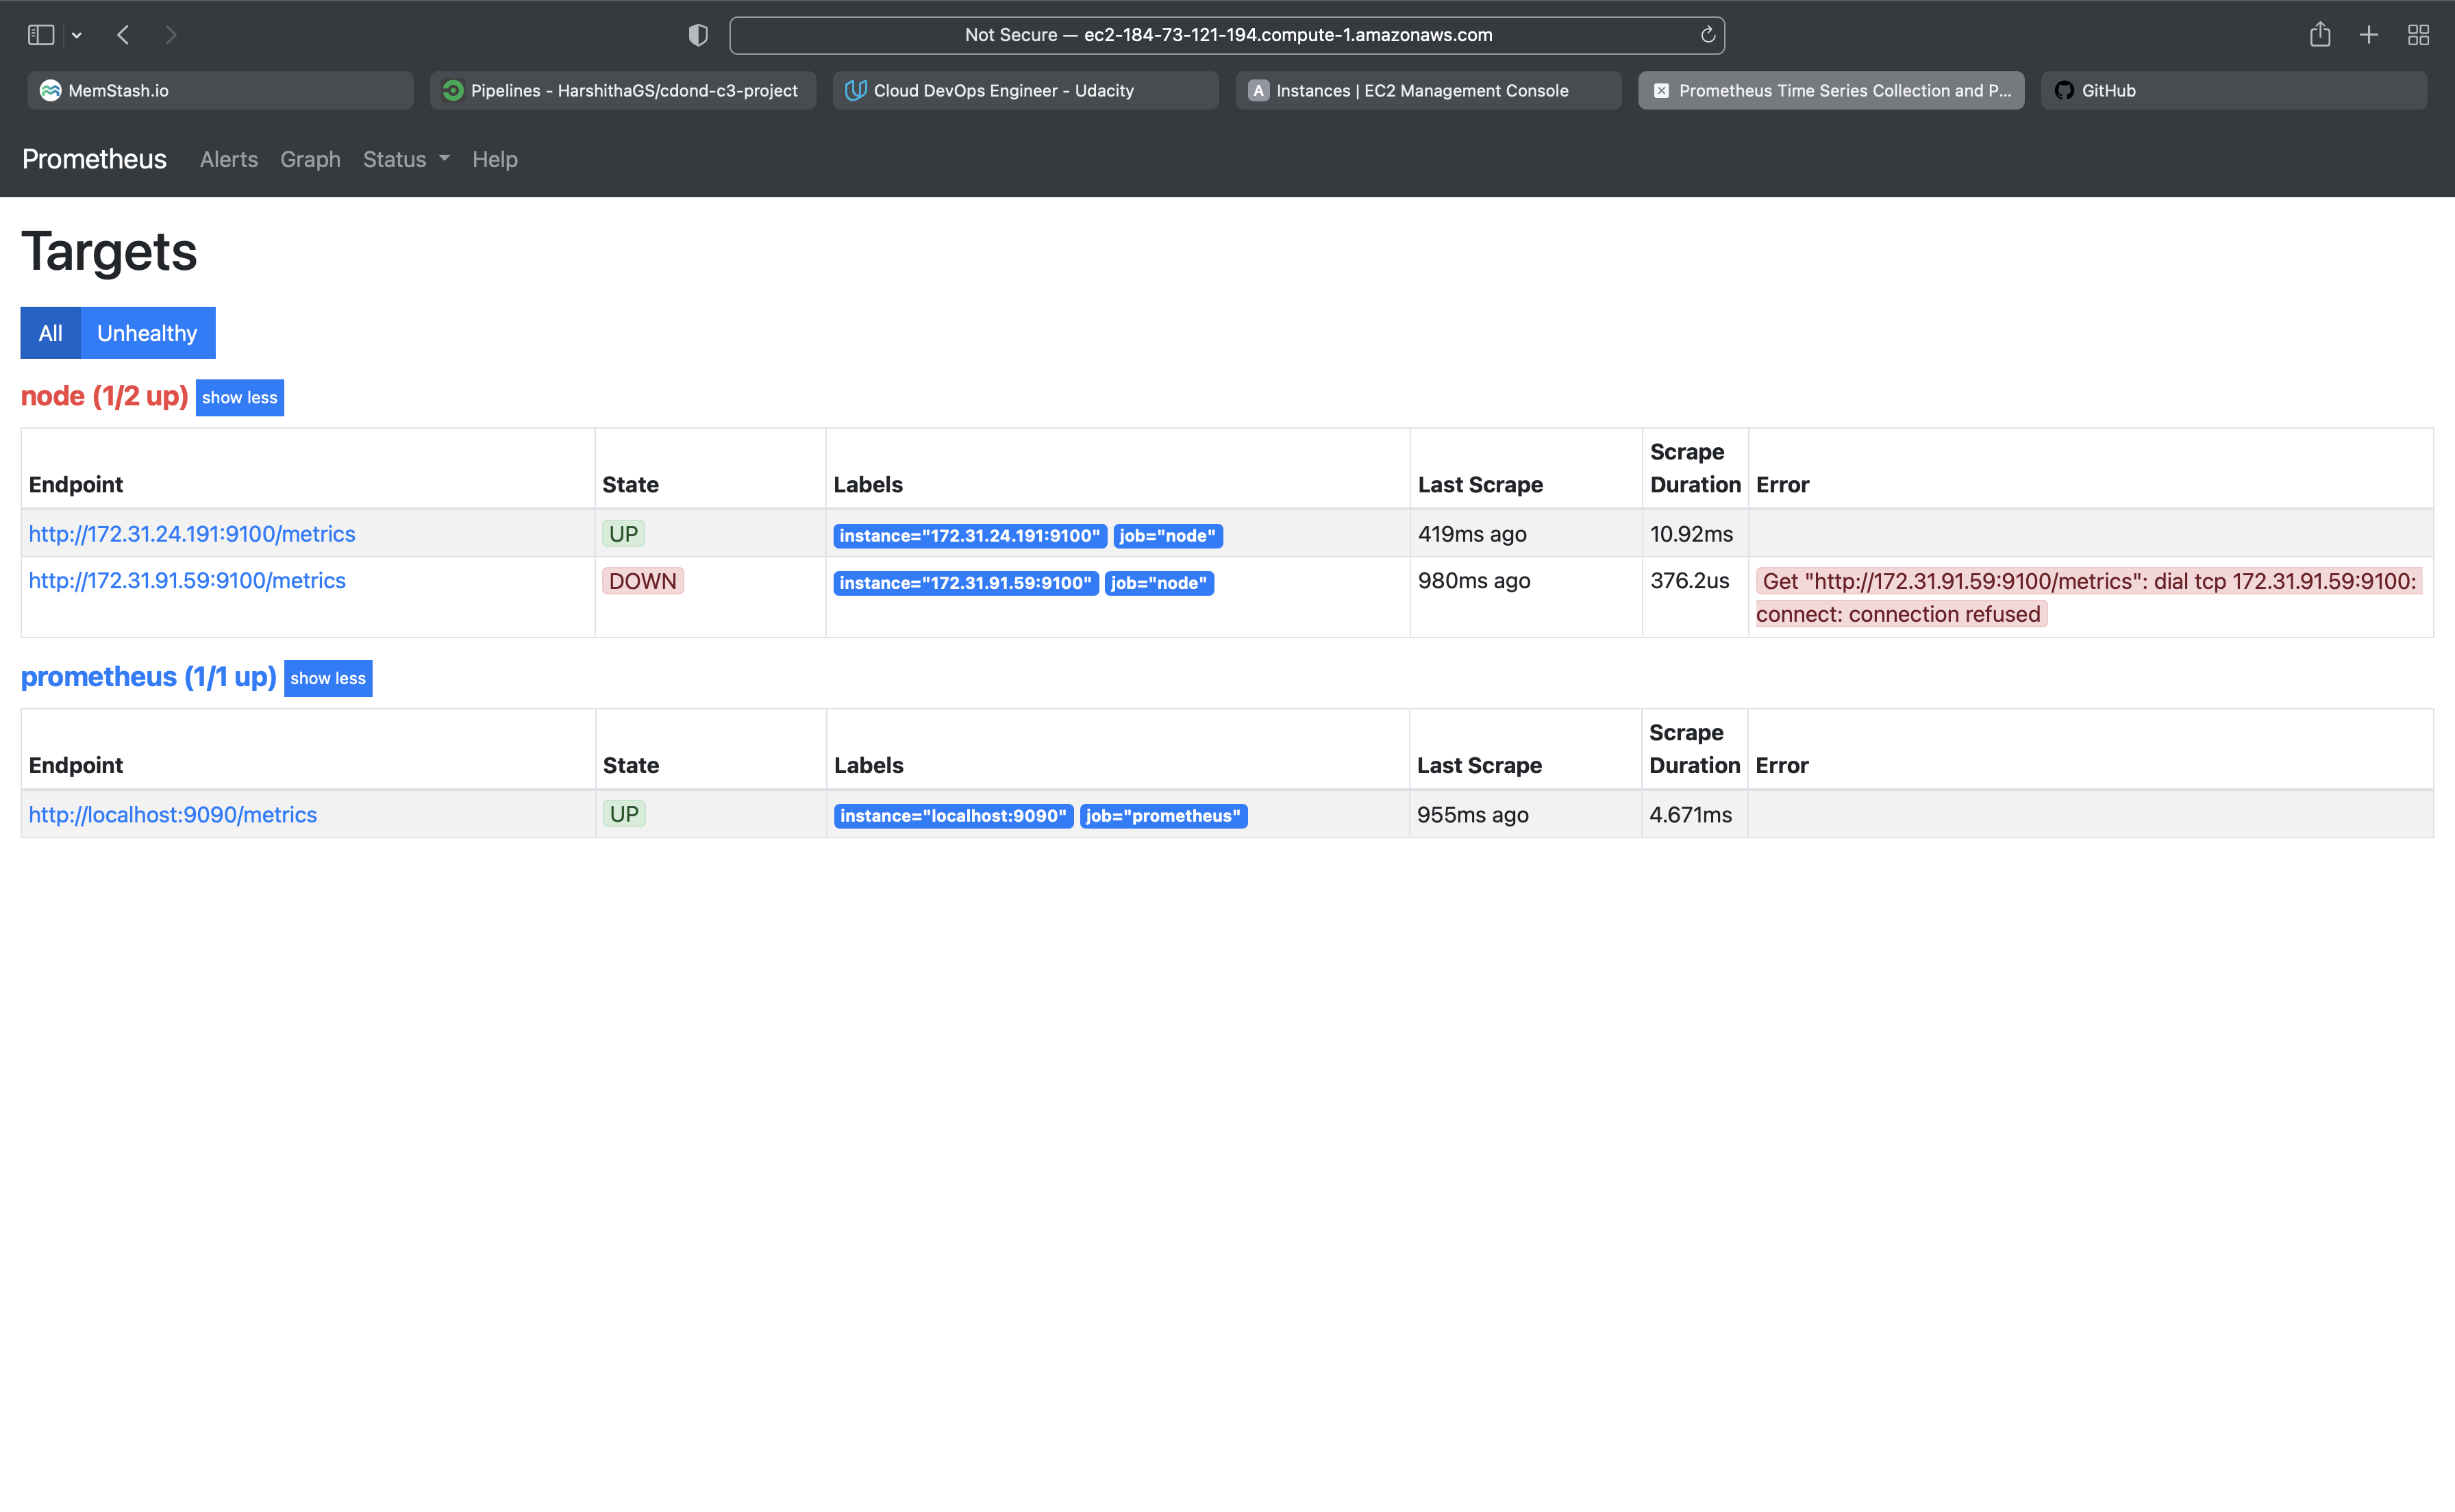 Not Secure — ec2-184-73-121-194.compute-1.amazonaws.com
MemStash.io
Pipelines - HarshithaGS/cdond-c3-project
Cloud DevOps Engineer - Udacity
A Instances | EC2 Management Console
Prometheus Time Series Collection and P...
GitHub
Prometheus Alerts Graph Status Help
Targets
All Unhealthy
node (1/2 up) show less
Endpoint State Labels Last Scrape Scrape Duration Error
http://172.31.24.191:9100/metrics UP instance="172.31.24.191:9100" job="node" 419ms ago 10.92ms
http://172.31.91.59:9100/metrics DOWN instance="172.31.91.59:9100" job="node" 980ms ago 376.2us Get "http://172.31.91.59:9100/metrics": dial tcp 172.31.91.59:9100:
connect: connection refused
prometheus (1/1 up) show less
Endpoint State Labels Last Scrape Scrape Duration Error
http://localhost:9090/metrics UP instance="localhost:9090" job="prometheus" 955ms ago 4.671ms